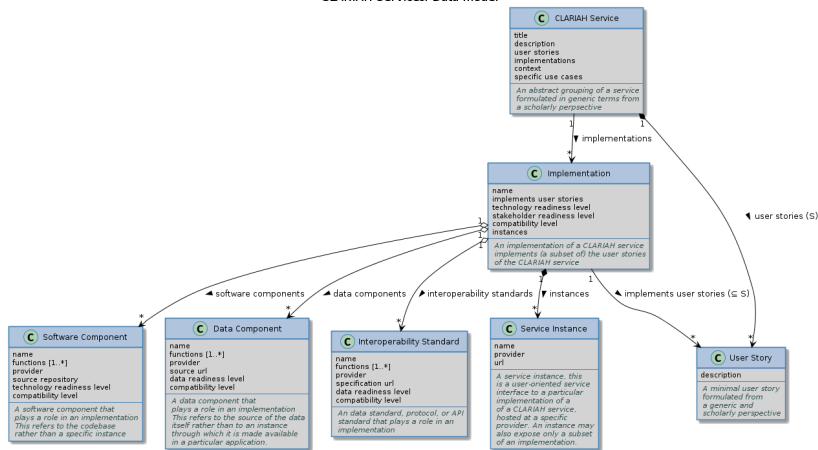 C CLARIAH Service
title
description
user stories
implementations
context
specific use cases
An abstract grouping of a service
formulated in generic terms from
a scholarly perpsective
1
1
implementations
*
C Implementation
name
implements user stories
technology readiness level
stakeholder readiness level
compatibility level
instances
An implementation of a CLARIAH service
implements (a subset of) the user stories
of the CLARIAH service
user stories (S)
1
1
1
1
1
software components
data components
interoperability standards
instances
implements user stories (⊆ S)
*
*
*
*
*
*
C Software Component
name
functions [1..*]
provider
source repository
technology readiness level
compatibility level
A software component that
plays a role in an implementation
This refers to the codebase
rather than a specific instance
C Data Component
name
functions [1..*]
provider
source url
data readiness level
compatibility level
A data component that
plays a role in an implementation
This refers to the source of the data
itself rather than to an instance
through which it is made available
in a particular application.
C Interoperability Standard
name
functions [1..*]
provider
specification url
data readiness level
compatibility level
An data standard, protocol, or API
standard that plays a role in an
implementation
C Service Instance
name
provider
url
A service instance, this
is a user-oriented service
interface to a particular
implementation of a
of a CLARIAH service,
hosted at a specific
provider. An instance may
also expose only a subset
of an implementation.
C User Story
description
A minimal user story
formulated from
a generic and
scholarly perspective